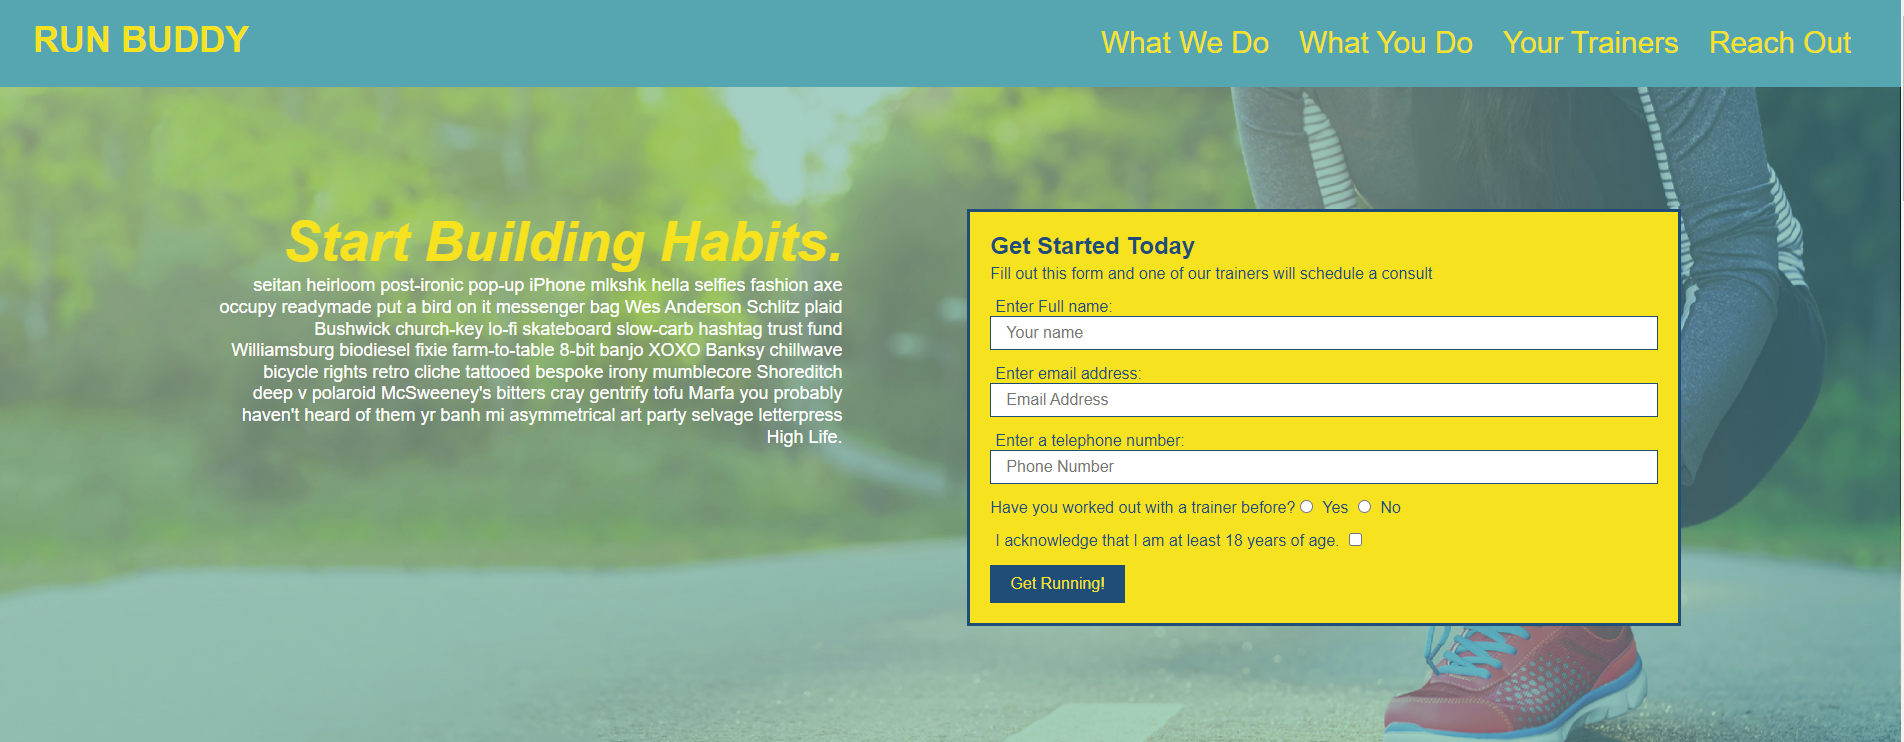 RUN BUDDY
What We Do What You Do Your Trainers Reach Out
Start Building Habits.
seitan heirloom post-ironic pop-up iPhone mlkshk hella selfies fashion axe
occupy readymade put a bird on it messenger bag Wes Anderson Schlitz plaid
Bushwick church-key lo-fi skateboard slow-carb hashtag trust fund
Williamsburg biodiesel fixie farm-to-table 8-bit banjo XOXO Banksy chillwave
bicycle rights retro cliche tattooed bespoke irony mumblecore Shoreditch
deep v polaroid McSweeney's bitters cray gentrify tofu Marfa you probably
haven't heard of them yr banh mi asymmetrical art party selvage letterpress
High Life.
Get Started Today
Fill out this form and one of our trainers will schedule a consult
Enter Full name:
Your name
Enter email address:
Email Address
Enter a telephone number:
Phone Number
Have you worked out with a trainer before? Yes No
I acknowledge that I am at least 18 years of age.
Get Running!